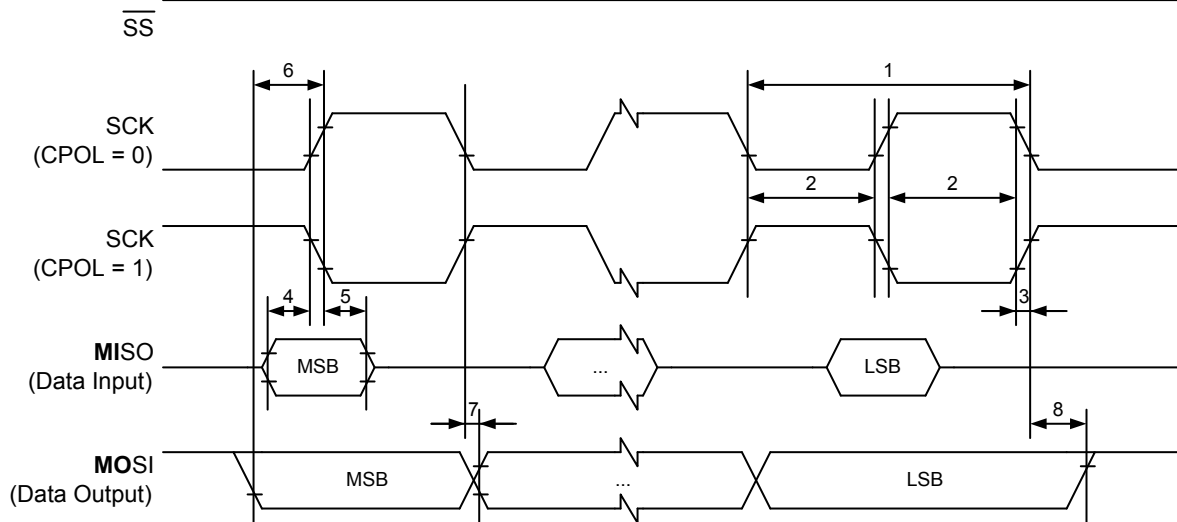 SS
6
1
SCK
(CPOL = 0)
2
2
SCK
(CPOL = 1)
4
5
3
MISO
(Data Input)
MSB
...
LSB
7
8
MOSI
(Data Output)
MSB
...
LSB